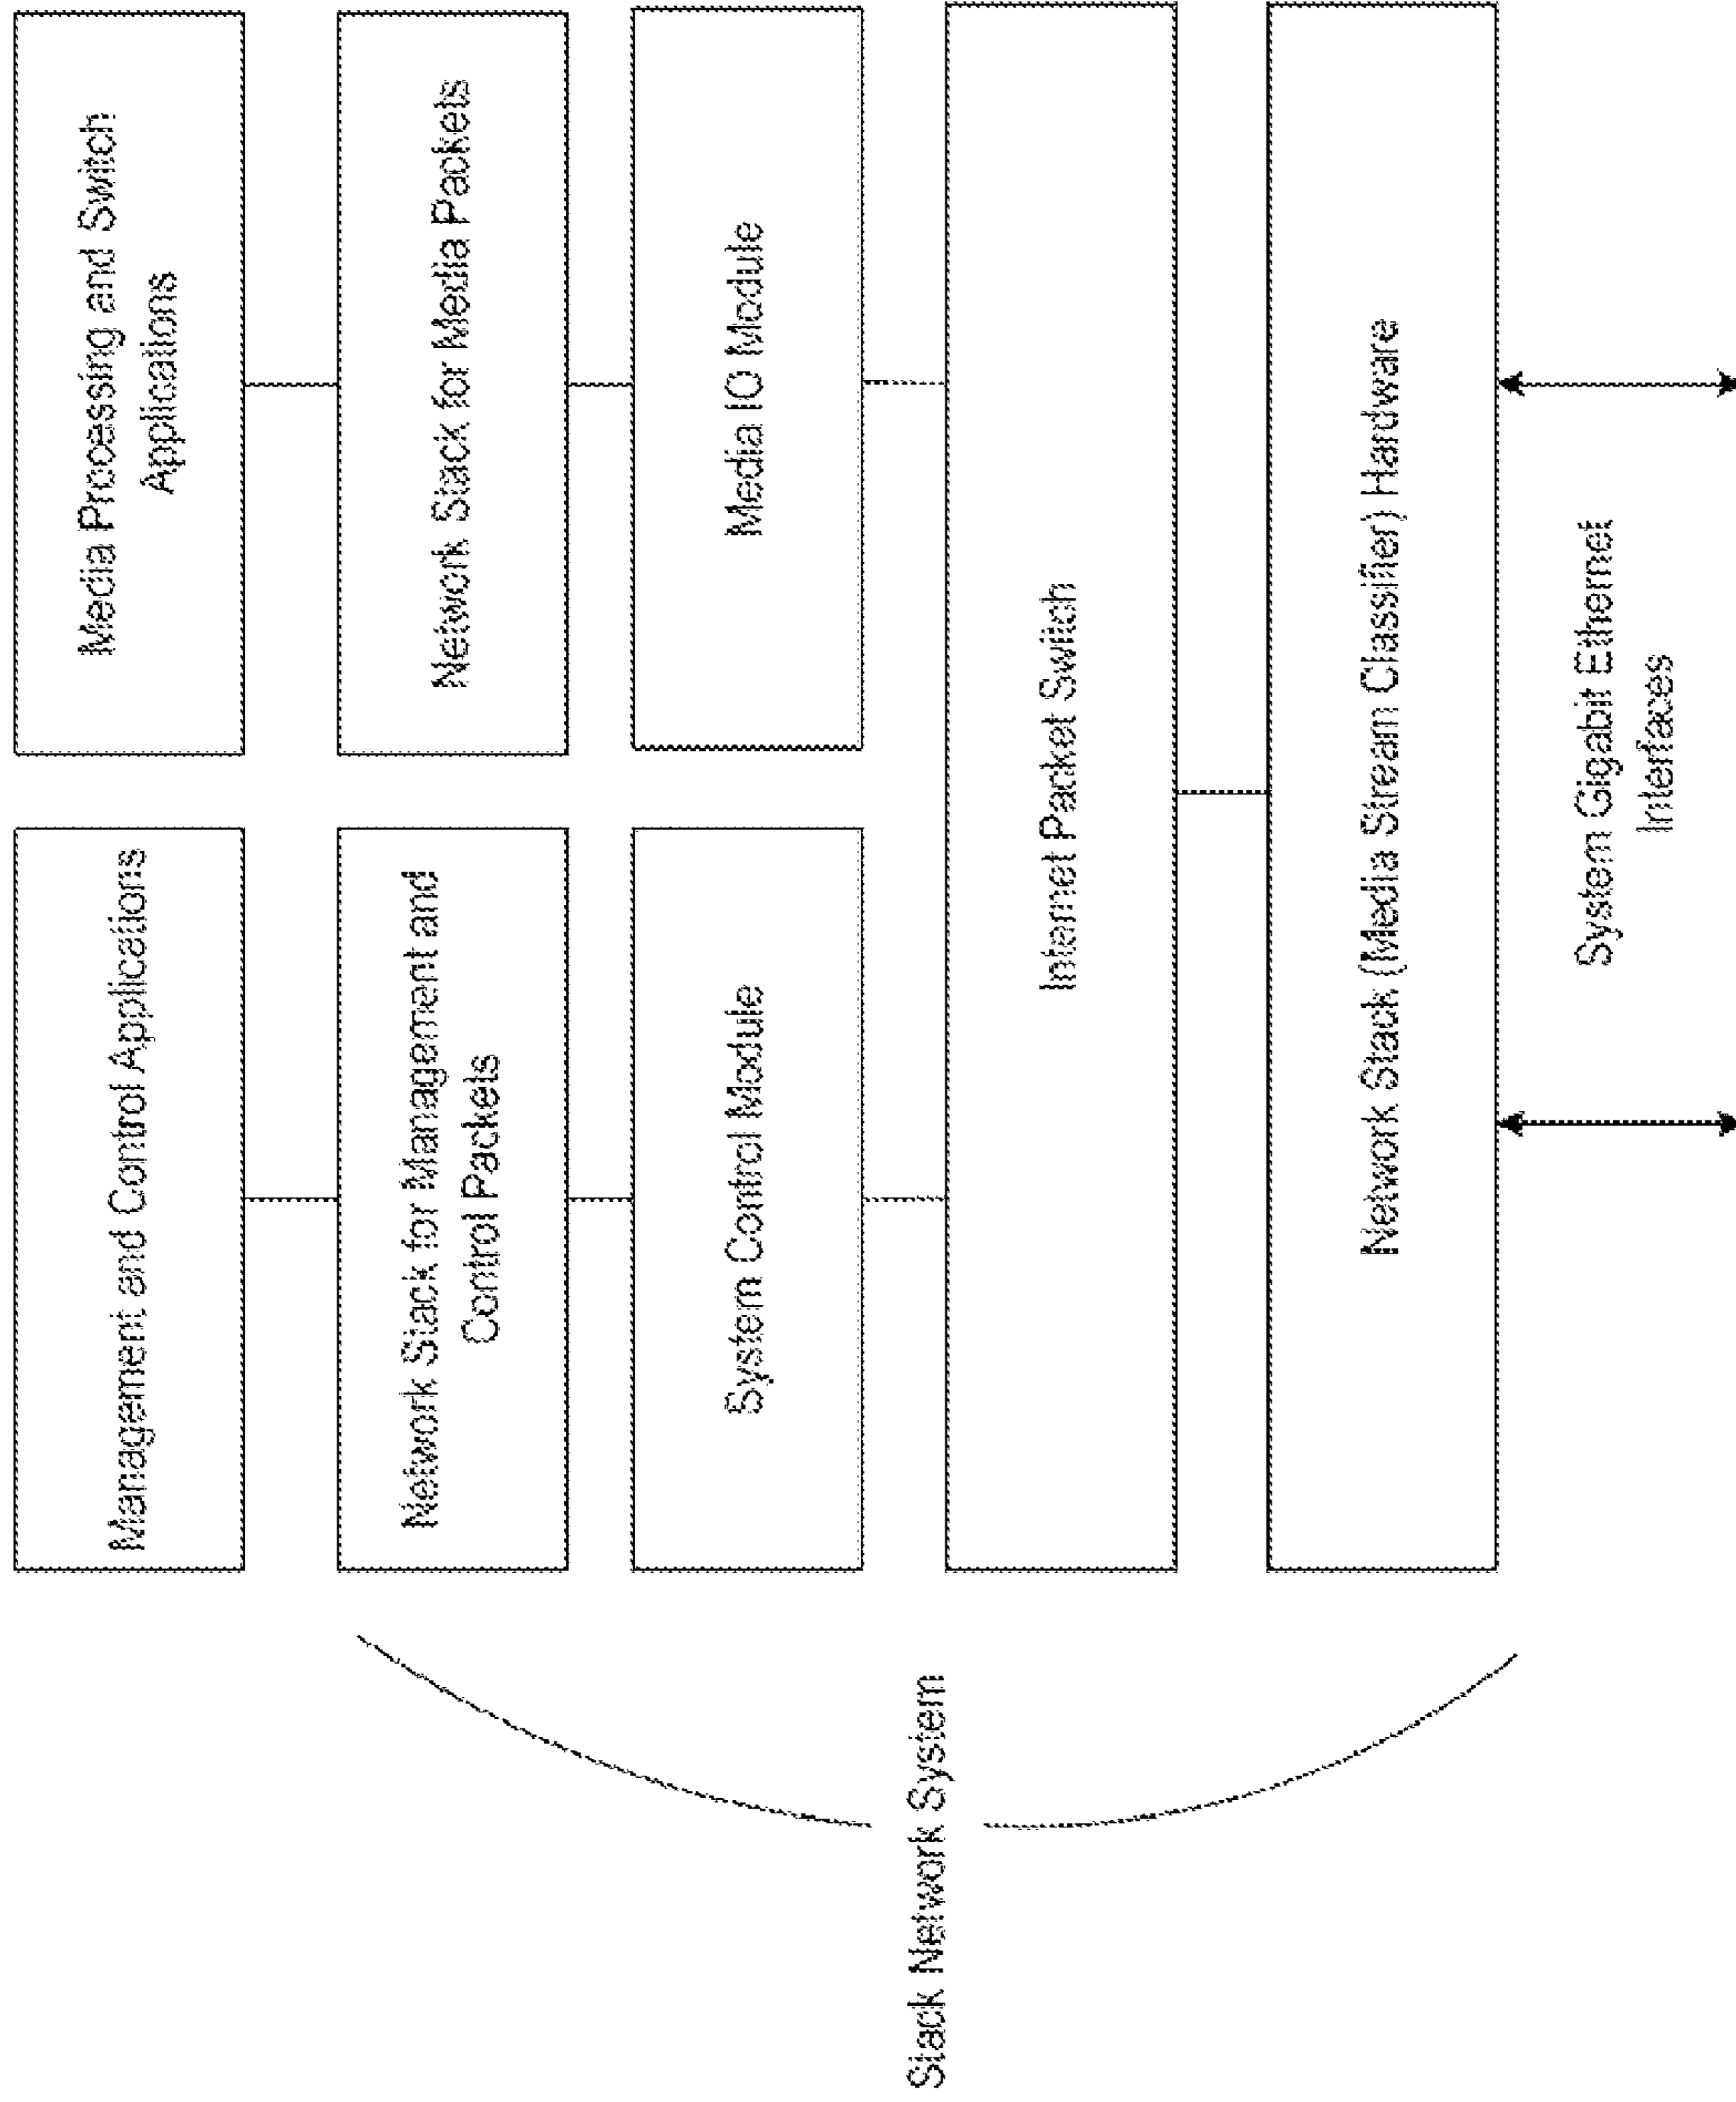 Management and Control Applications
Media Processing and Switch
Applications
Network Stack for Management and
Control Packets
Network Stack for Media Packets
System Control Module
Media IO Module
Stack Network System
Internet Packet Switch
Network Stack (Media Stream Classifier) Hardware
System Gigabit Ethernet
Interfaces